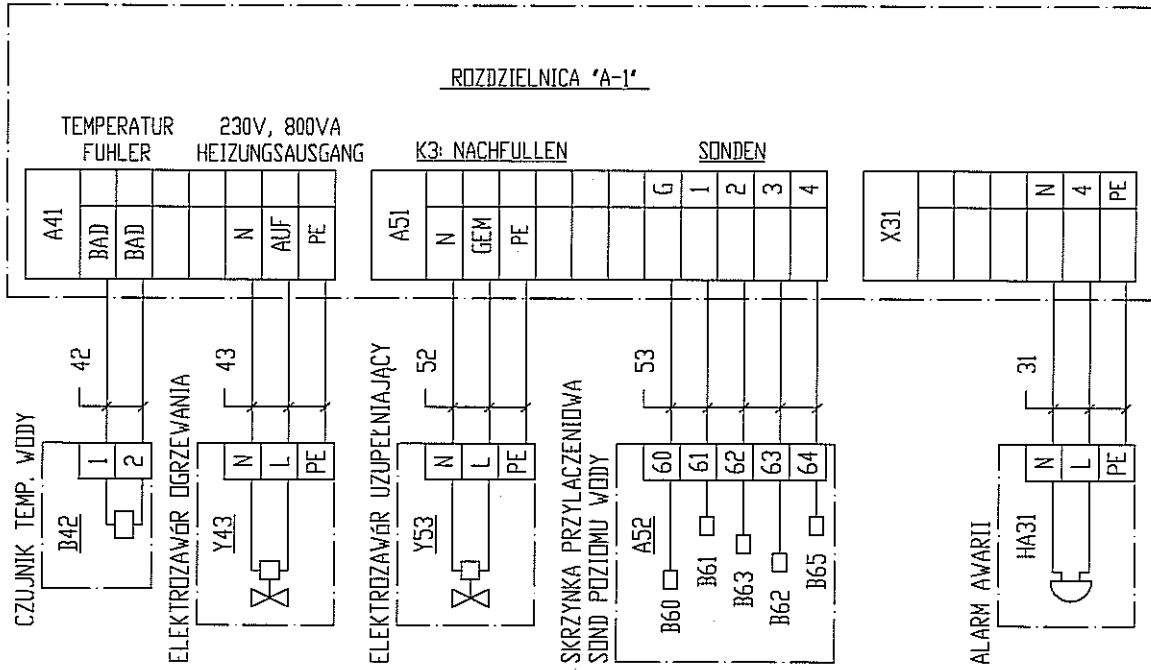 ROZDZIELNICA "A-1"
TEMPERATUR
FUHLER
230V, 800VA
HEIZUNGSAUSGANG
K3: NACHFULLEN
SONDEN
A41
BAD
BAD
N
AUF
PE
A51
N
GEM
PE
G
1
2
3
4
X31
N
4
PE
42
43
52
53
31
CZUJNIK TEMP. WODY
1
2
B42
ELEKTROZAWÓR OGRZEWANIA
N
L
PE
Y43
ELEKTROZAWÓR UZUPEŁNIAJĄCY
N
L
PE
Y53
SKRZYNKA PRZYLACZENIOWA
SOND POZIOMU WODY
60
61
62
63
64
A52
B60
B61
B63
B62
B65
ALARM AWARII
N
L
PE
HA31